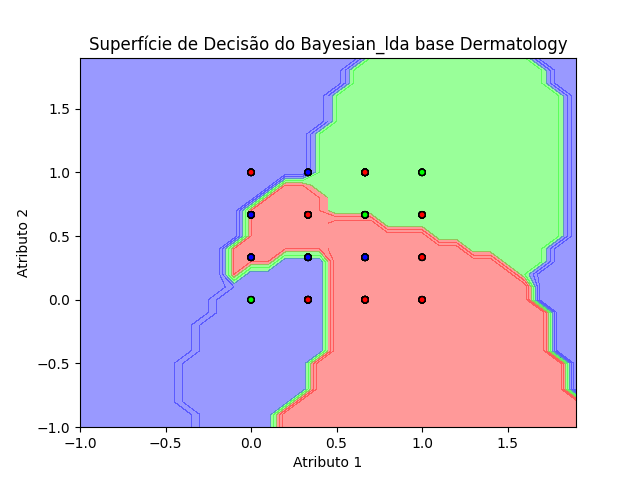 Superfície de Decisão do Bayesian_lda base Dermatology
Atributo 2
1.5
1.0
0.5
0.0
−0.5
−1.0
−1.0 −0.5 0.0 0.5 1.0 1.5
Atributo 1